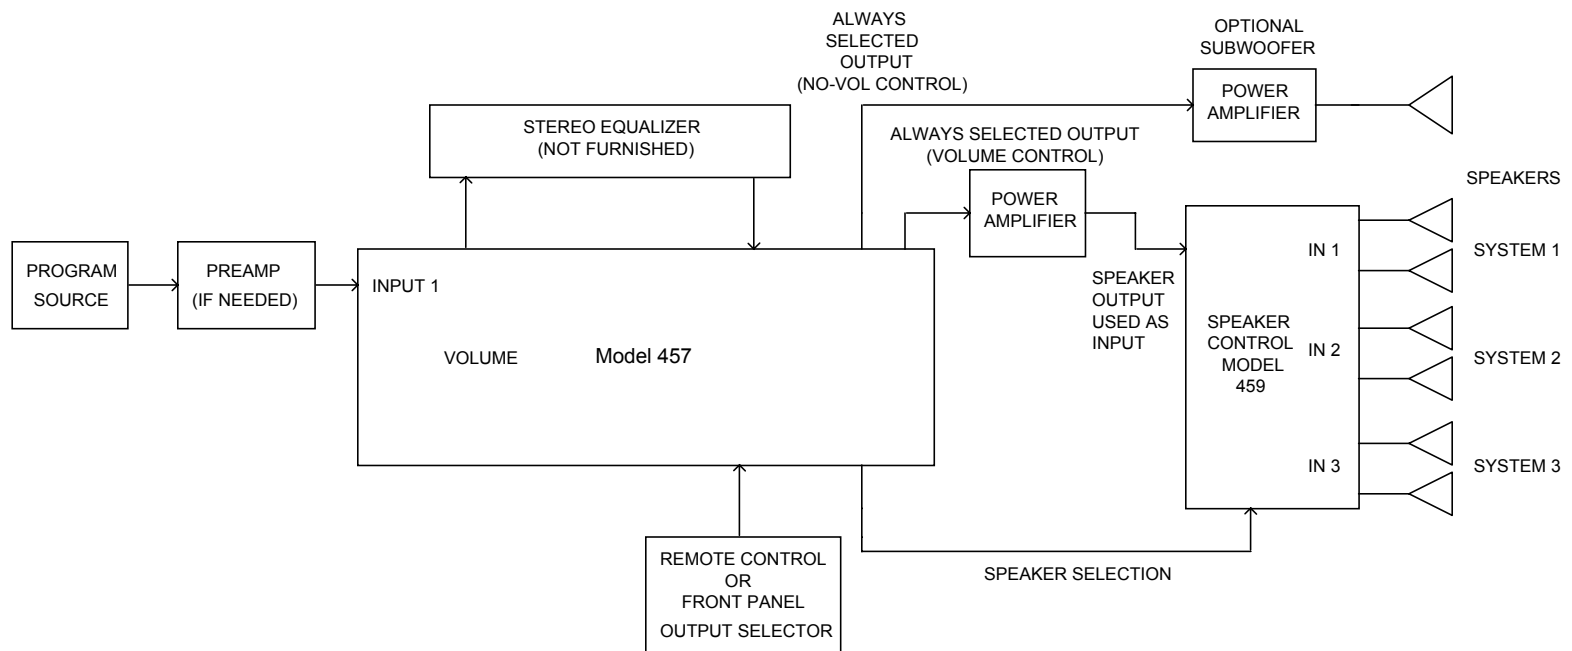 ALWAYS
SELECTED
OUTPUT
(NO-VOL CONTROL)
OPTIONAL
SUBWOOFER
POWER
AMPLIFIER
STEREO EQUALIZER
(NOT FURNISHED)
ALWAYS SELECTED OUTPUT
(VOLUME CONTROL)
POWER
AMPLIFIER
SPEAKERS
PROGRAM
SOURCE
PREAMP
(IF NEEDED)
INPUT 1
VOLUME
Model 457
SPEAKER
OUTPUT
USED AS
INPUT
SPEAKER
CONTROL
MODEL
459
IN 1
IN 2
IN 3
SYSTEM 1
SYSTEM 2
SYSTEM 3
REMOTE CONTROL
OR
FRONT PANEL
OUTPUT SELECTOR
SPEAKER SELECTION